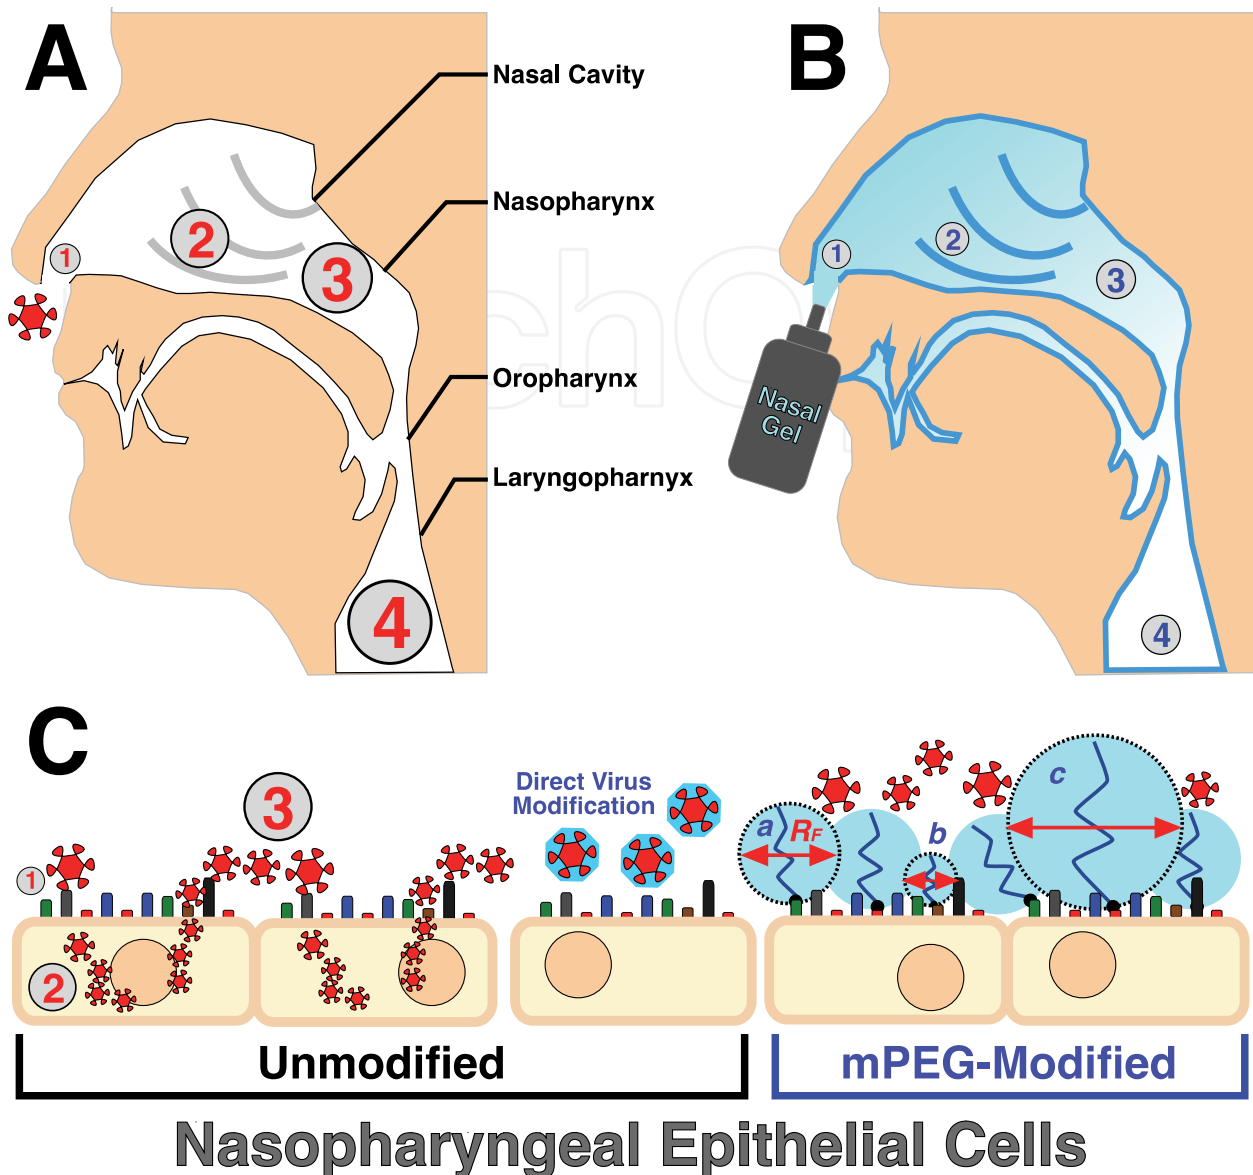 A
Nasal Cavity
Nasopharynx
Oropharynx
Laryngopharnyx
1
2
3
4
B
1
2
3
4
Nasal
Gel
C
1
2
3
Direct Virus
Modification
a
RF
b
c
Unmodified
mPEG-Modified
Nasopharyngeal Epithelial Cells